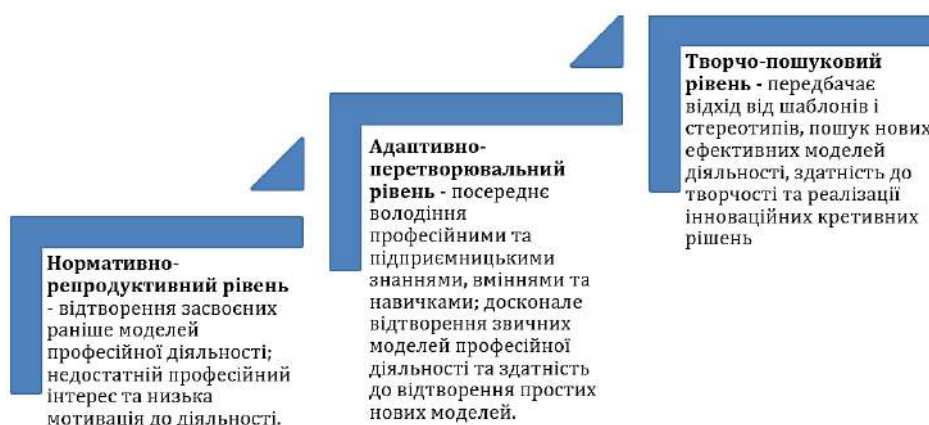 Нормативно-
репродуктивний рівень
- відтворення засвоєних
раніше моделей
професійної діяльності;
недостатній професійний
інтерес та низька
мотивація до діяльності.
Адаптивно-
перетворювальний
рівень - посереднє
володіння
професійними та
підприємницькими
знаннями, вміннями та
навичками; досконале
відтворення звичних
моделей професійної
діяльності та здатність
до відтворення простих
нових моделей.
Творчо-пошуковий
рівень - передбачає
відхід від шаблонів і
стереотипів, пошук нових
ефективних моделей
діяльності, здатність до
творчості та реалізації
інноваційних кретивних
рішень